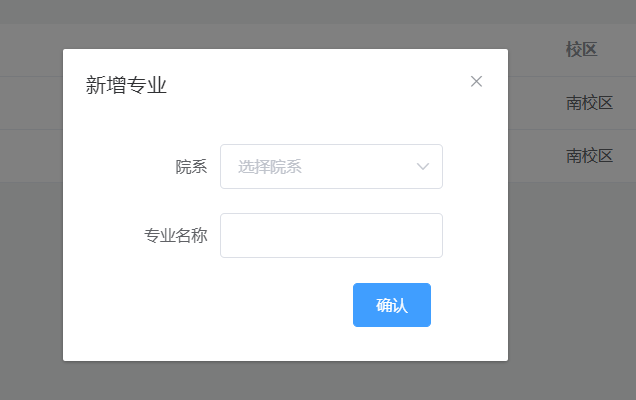 校区
新增专业
南校区
院系 选择院系
南校区
专业名称
确认